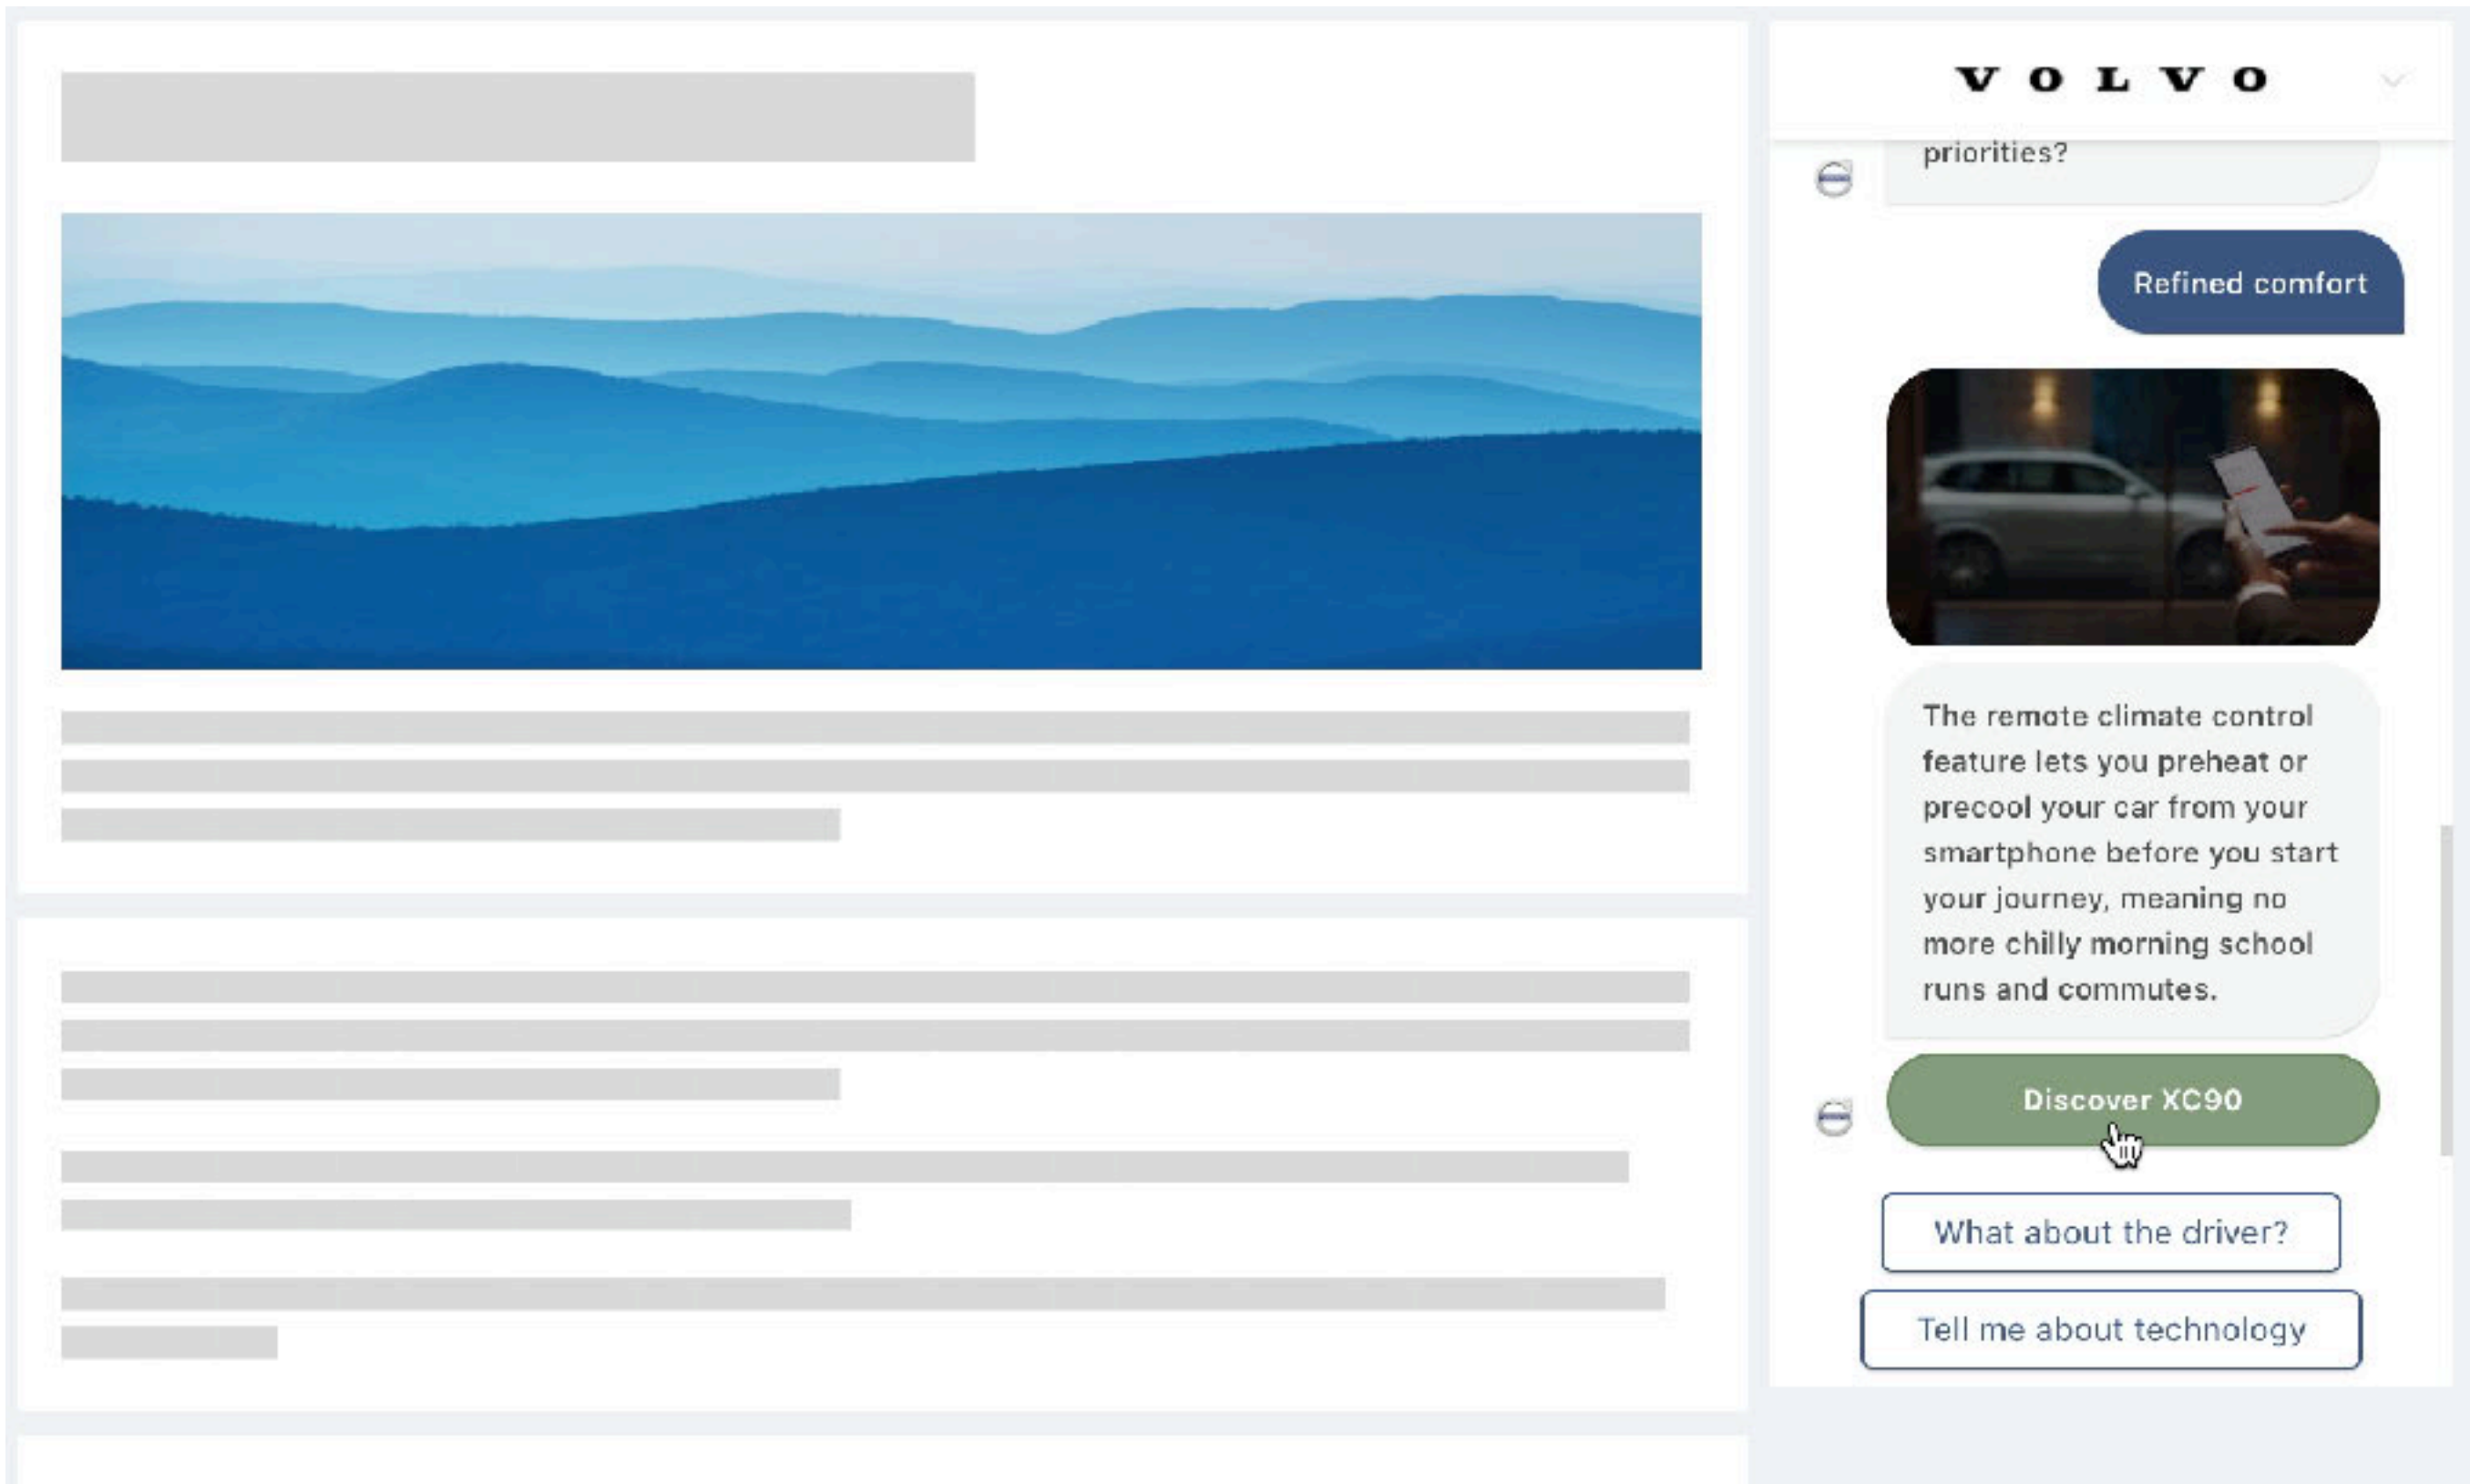 VOLVO
priorities?
Refined comfort
The remote climate control
feature lets you preheat or
precool your car from your
smartphone before you start
your journey, meaning no
more chilly morning school
runs and commutes.
Discover XC90
What about the driver?
Tell me about technology